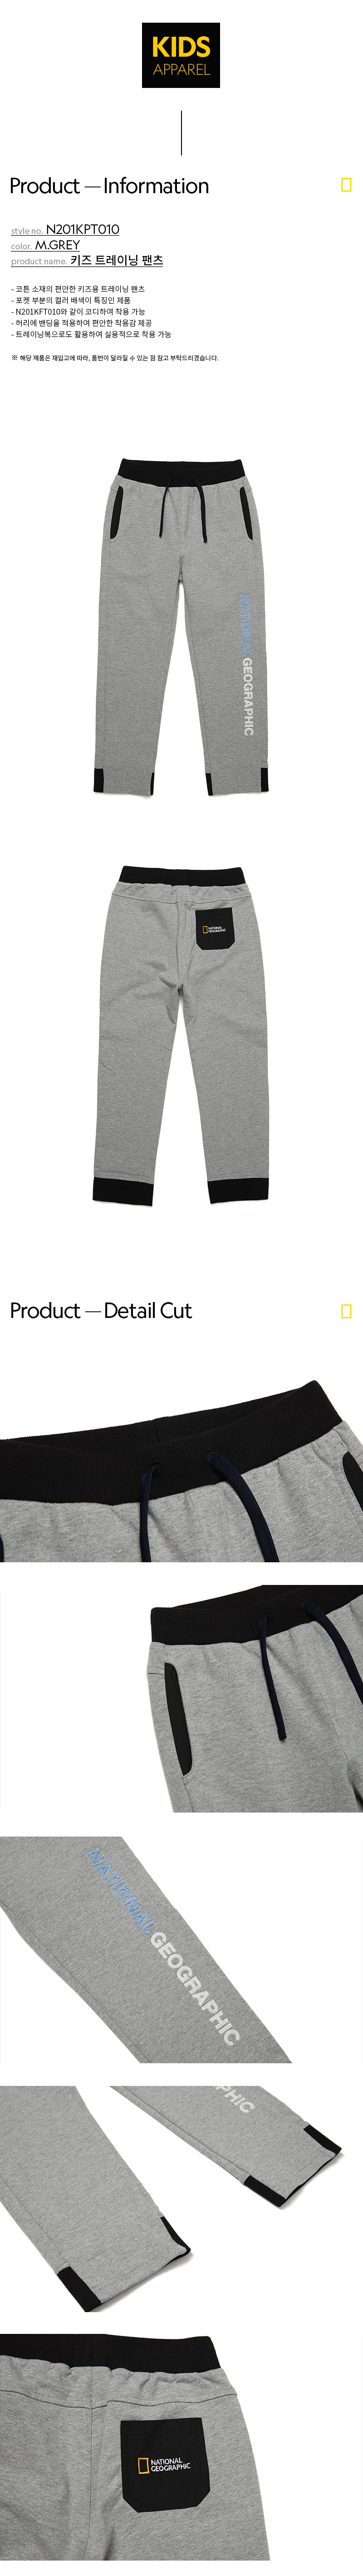 KIDS
APPAREL
Product — Information
style no. N201KPT010
color. M.GREY
product name. 키즈 트레이닝 팬츠
- 코튼 소재의 편안한 키즈용 트레이닝 팬츠
- 포켓 부분의 컬러 배색이 특징인 제품
- N201KFT010와 같이 코디하여 착용 가능
- 허리에 밴딩을 적용하여 편안한 착용감 제공
- 트레이닝복으로도 활용하여 실용적으로 착용 가능
※ 해당 제품은 재입고에 따라, 품번이 달라질 수 있는 점 참고 부탁드리겠습니다.
NATIONAL GEOGRAPHIC
NATIONAL
GEOGRAPHIC
Product — Detail Cut
NATIONAL GEOGRAPHIC
PHIC
NATIONAL
GEOGRAPHIC